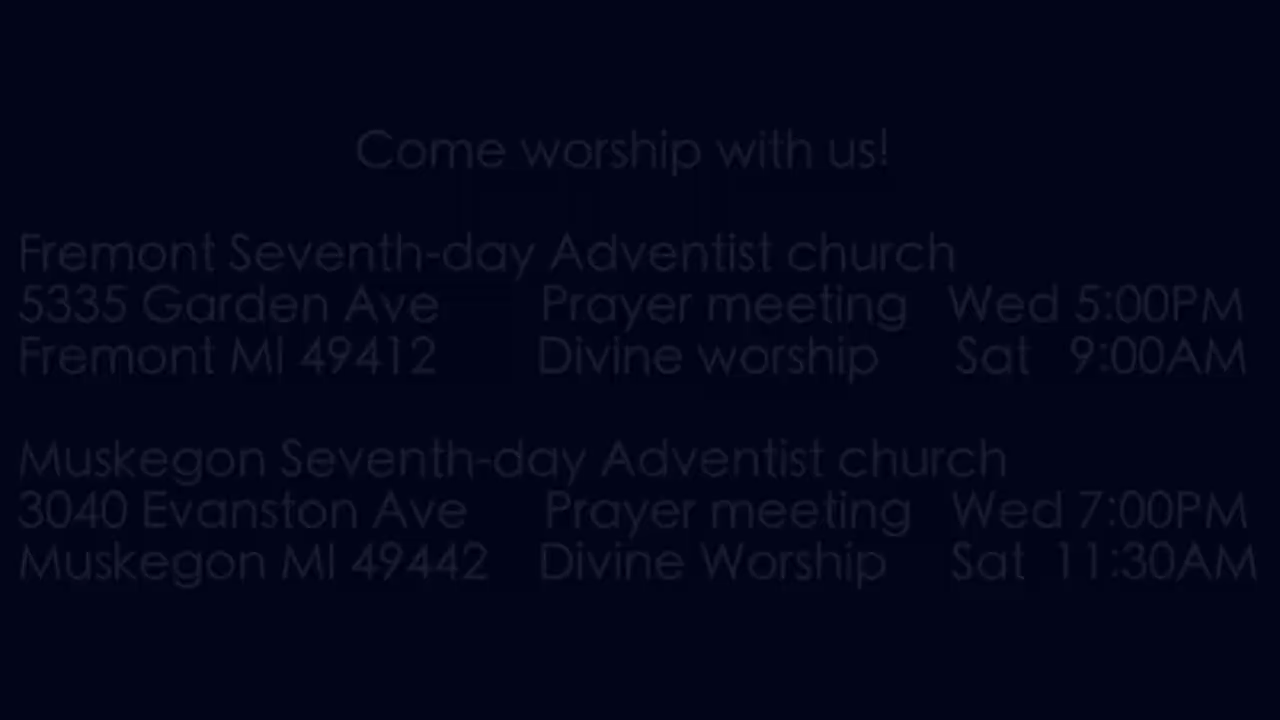 Come worship with us!
Fremont Seventh-day Adventist church
5335 Garden Ave Prayer meeting Wed 5:00PM
Fremont MI 49412 Divine worship Sat 9:00AM
Muskegon Seventh-day Adventist church
3040 Evanston Ave Prayer meeting Wed 7:00PM
Muskegon MI 49442 Divine Worship Sat 11:30AM